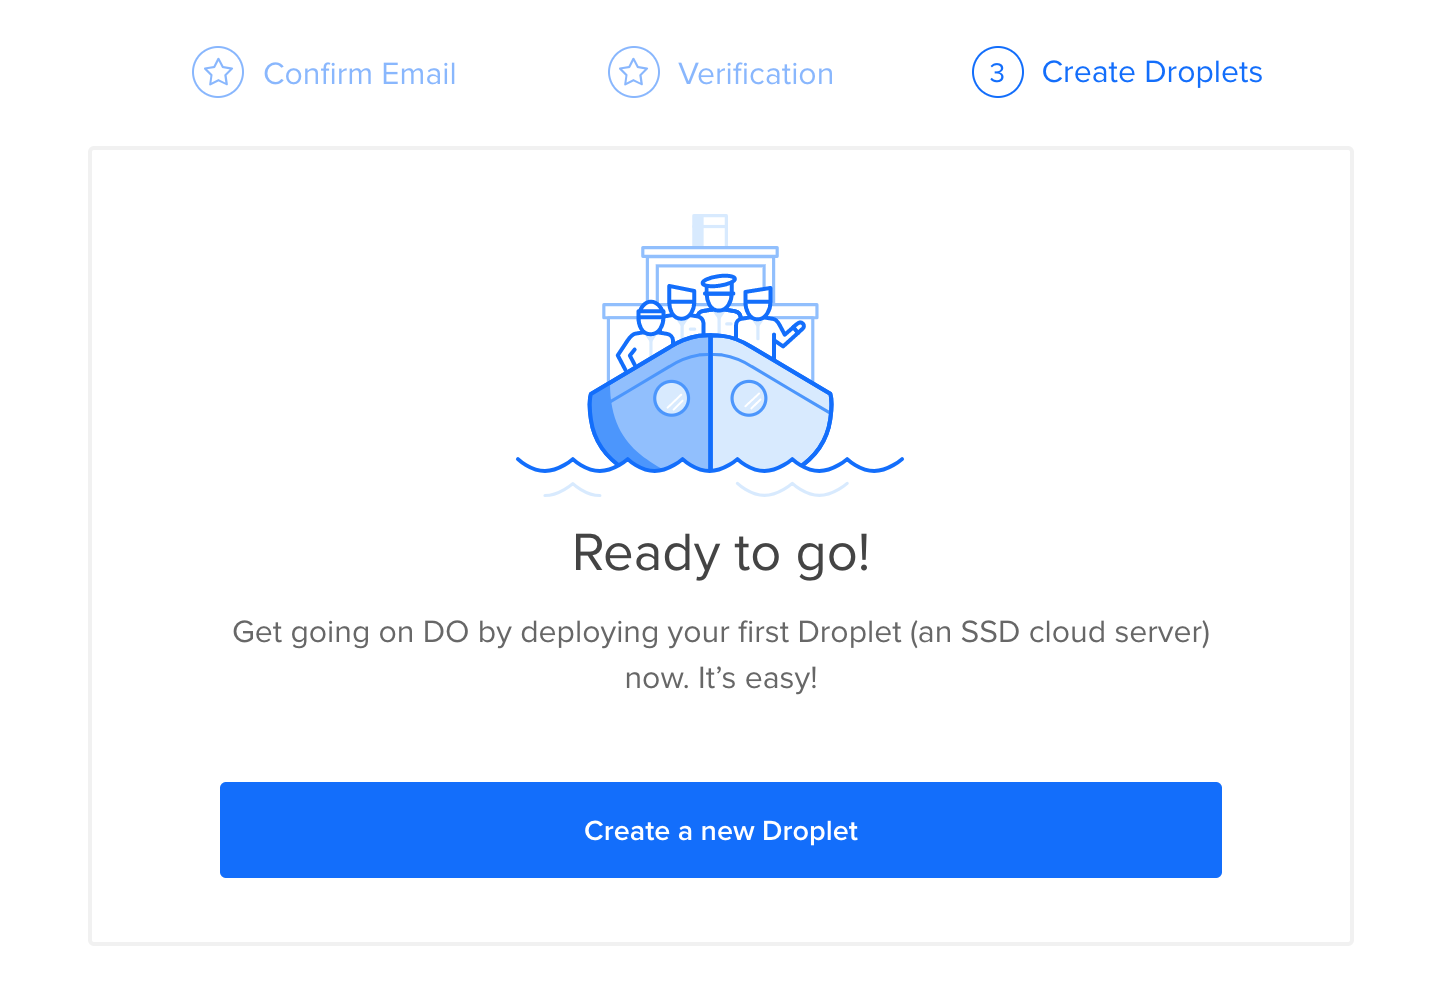 Confirm Email
Verification
3 Create Droplets
Ready to go!
Get going on DO by deploying your first Droplet (an SSD cloud server)
now. It’s easy!
Create a new Droplet